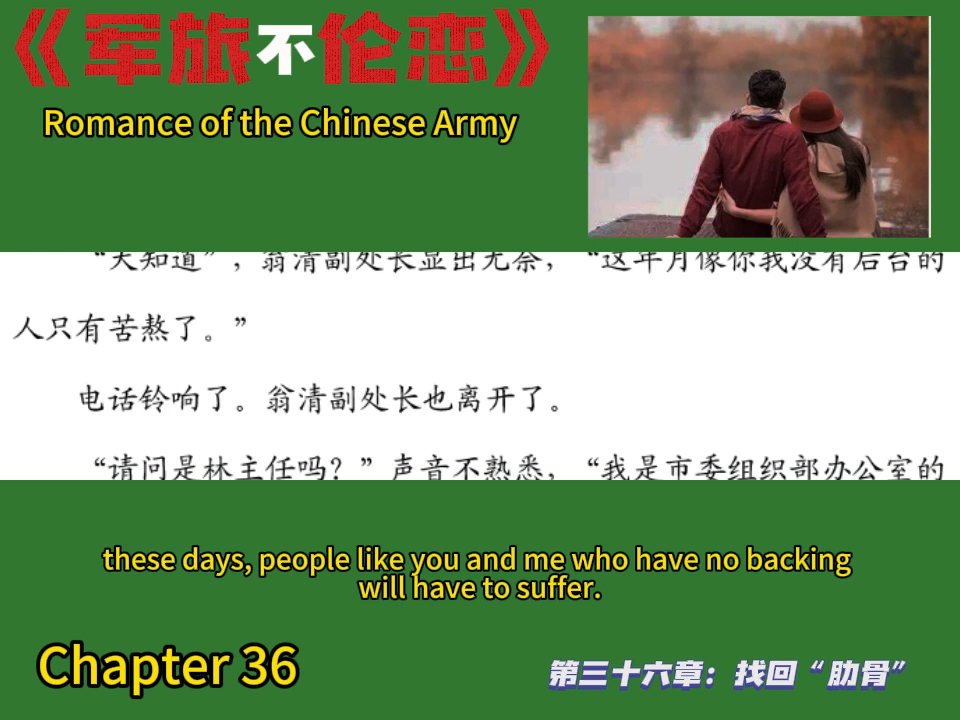 《军旅不伦恋》
Romance of the Chinese Army
“天知道”，翁清副处长显出无奈，“这年月像你我没有后台的
人只有苦熬了。”
电话铃响了。翁清副处长也离开了。
“请问是林主任吗？”声音不熟悉，“我是市委组织部办公室的
these days, people like you and me who have no backing
will have to suffer.
Chapter 36
第三十六章：找回“肋骨”